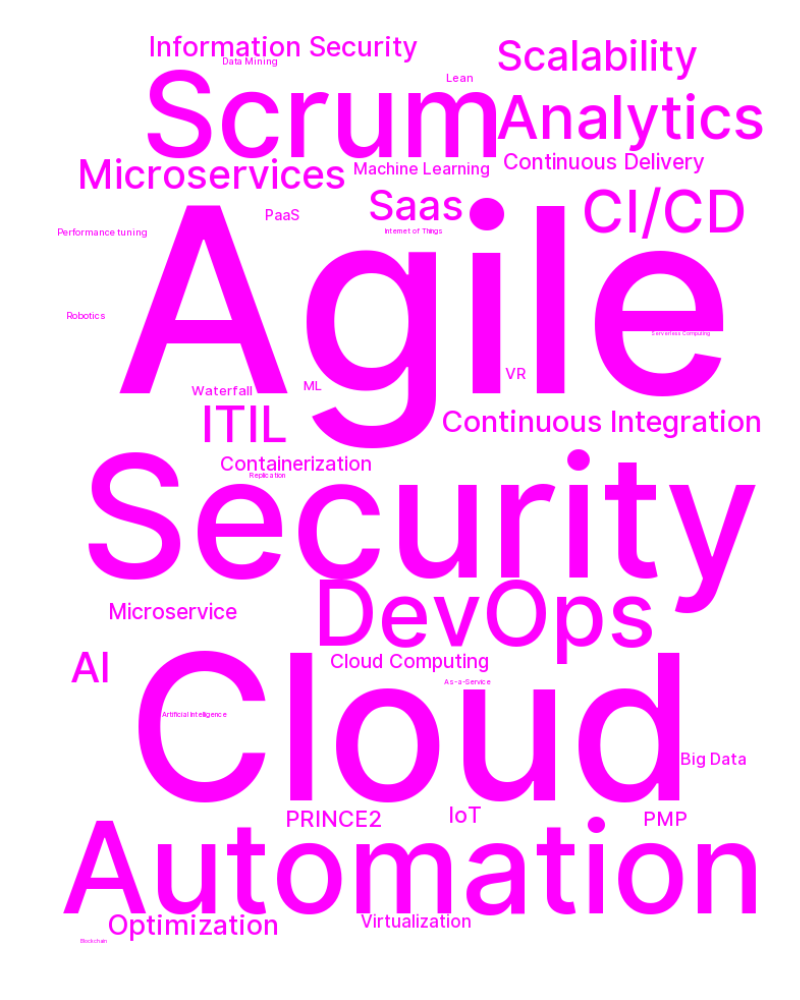 Information Security
Scalability
Data Mining
Lean
Scrum
Analytics
Microservices
Machine Learning
Continuous Delivery
Saas
CI/CD
PaaS
Internet of Things
Performance tuning
Agile
Robotics
Serverless Computing
VR
ML
Waterfall
ITIL
Continuous Integration
Containerization
Replication
Security
DevOps
Microservice
AI
Cloud Computing
As-a-Service
Cloud
Artificial Intelligence
Big Data
PRINCE2
IoT
PMP
Automation
Optimization
Virtualization
Blockchain